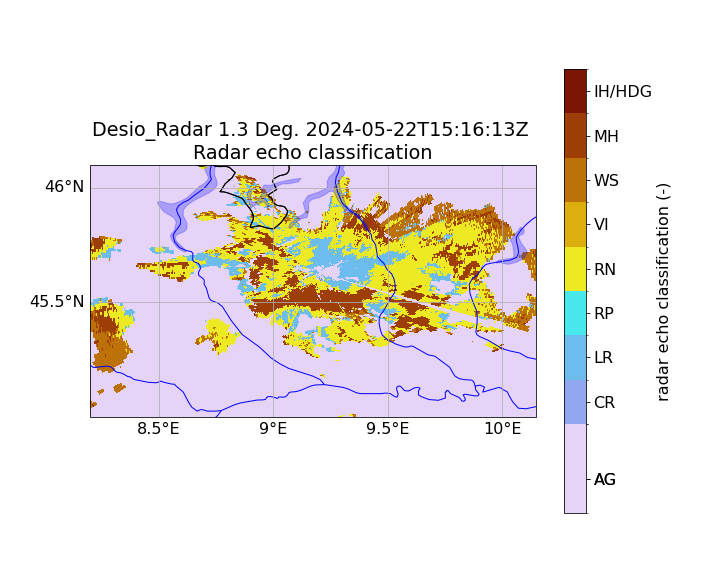 Desio_Radar 1.3 Deg. 2024-05-22T15:16:13Z
Radar echo classification
46°N
45.5°N
8.5°E
9°E
9.5°E
10°E
IH/HDG
MH
WS
VI
RN
RP
LR
CR
AG
radar echo classification (-)